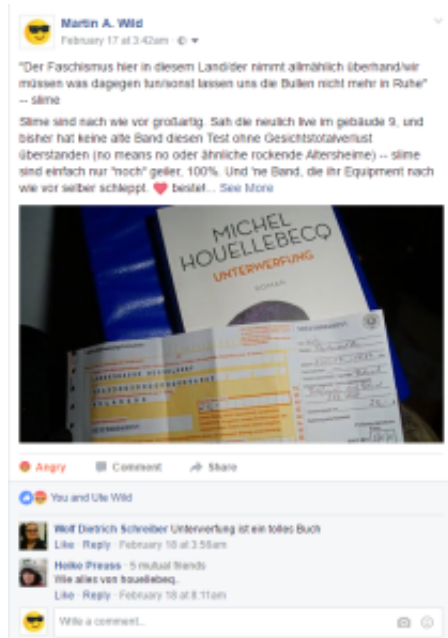 Martin A. Wild
February 17 at 3:42am
"Der Faschismus hier in diesem Land/der nimmt allmählich überhand/wir
müssen was dagegen tun/sonst lassen uns die Bullen nicht mehr in Ruhe"
-- slime
Slime sind nach wie vor großartig. Sah die neulich live im gebäude 9, und
bisher hat keine alte Band diesen Test ohne Gesichtstotalverlust
überstanden (no means no oder ähnliche rockende Altersheime) -- slime
sind einfach nur "noch" geiler, 100%. Und 'ne Band, die ihr Equipment nach
wie vor selber schleppt. ❤ bestef... See More
MICHEL
HOUELLEBECQ
UNTERWERFUNG
ROMAN
Angry Comment Share
You and Ute Wild
Wolf Dietrich Schreiber Unterwerfung ist ein tolles Buch
Like · Reply · February 18 at 3:56am
Heike Preuss · 5 mutual friends
Wie alles von houellebeq..
Like · Reply · February 18 at 8:11am
Write a comment...